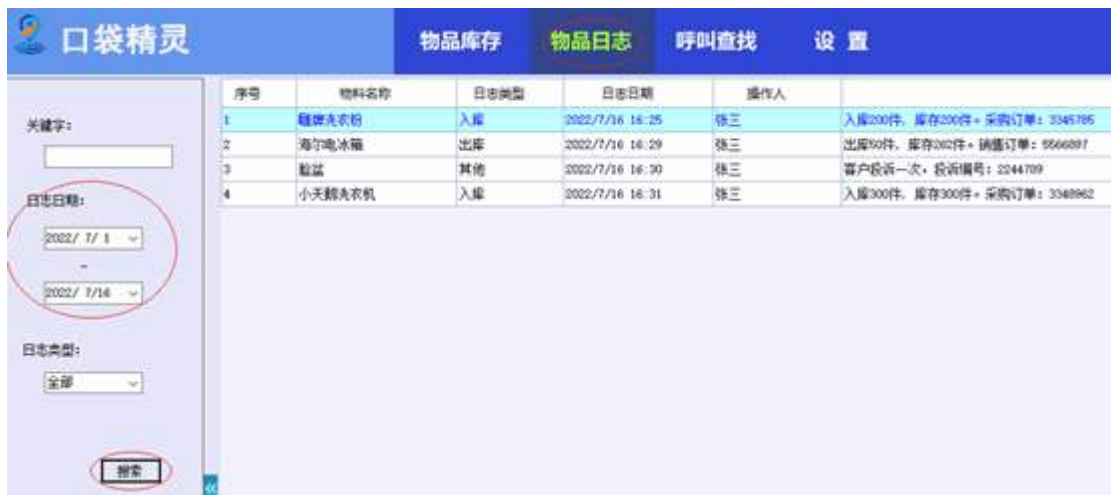 口袋精灵
物品库存 物品日志 呼叫查找 设 置
关键字:
日志日期:
2022/ 7/ 1
-
2022/ 7/16
日志类型:
全部
搜索
序号 物料名称 日志类型 日志日期 操作人
1 雕牌洗衣粉 入库 2022/7/16 16:25 张三 入库200件, 库存200件。采购订单: 3345785
2 海尔电冰箱 出库 2022/7/16 16:29 张三 出库50件, 库存262件。销售订单:
3 脸盆 其他 2022/7/16 16:30 张三 客户投诉一次, 投诉编号: 2244789
4 小天鹅洗衣机 入库 2022/7/16 16:31 张三 入库300件, 库存300件。采购订单: 3348962